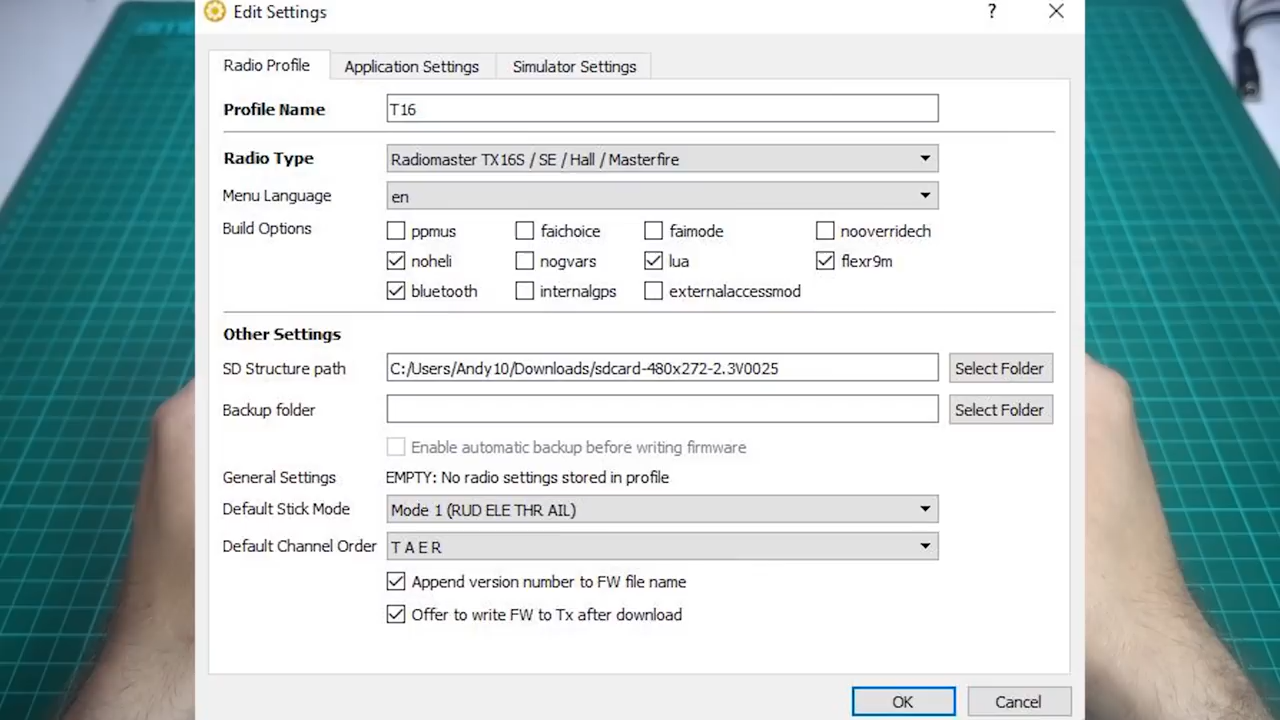 Edit Settings ?
Radio Profile Application Settings Simulator Settings
Profile Name T16
Radio Type Radiomaster TX16S / SE / Hall / Masterfire
Menu Language en
Build Options ppmus faichoice faimode nooverridech
noheli nogvars lua flexr9m
bluetooth internalgps externalaccessmod
Other Settings
SD Structure path C:/Users/Andy10/Downloads/sdcard-480x272-2.3V0025 Select Folder
Backup folder Select Folder
Enable automatic backup before writing firmware
General Settings EMPTY: No radio settings stored in profile
Default Stick Mode Mode 1 (RUD ELE THR AIL)
Default Channel Order T A E R
Append version number to FW file name
Offer to write FW to Tx after download
OK Cancel